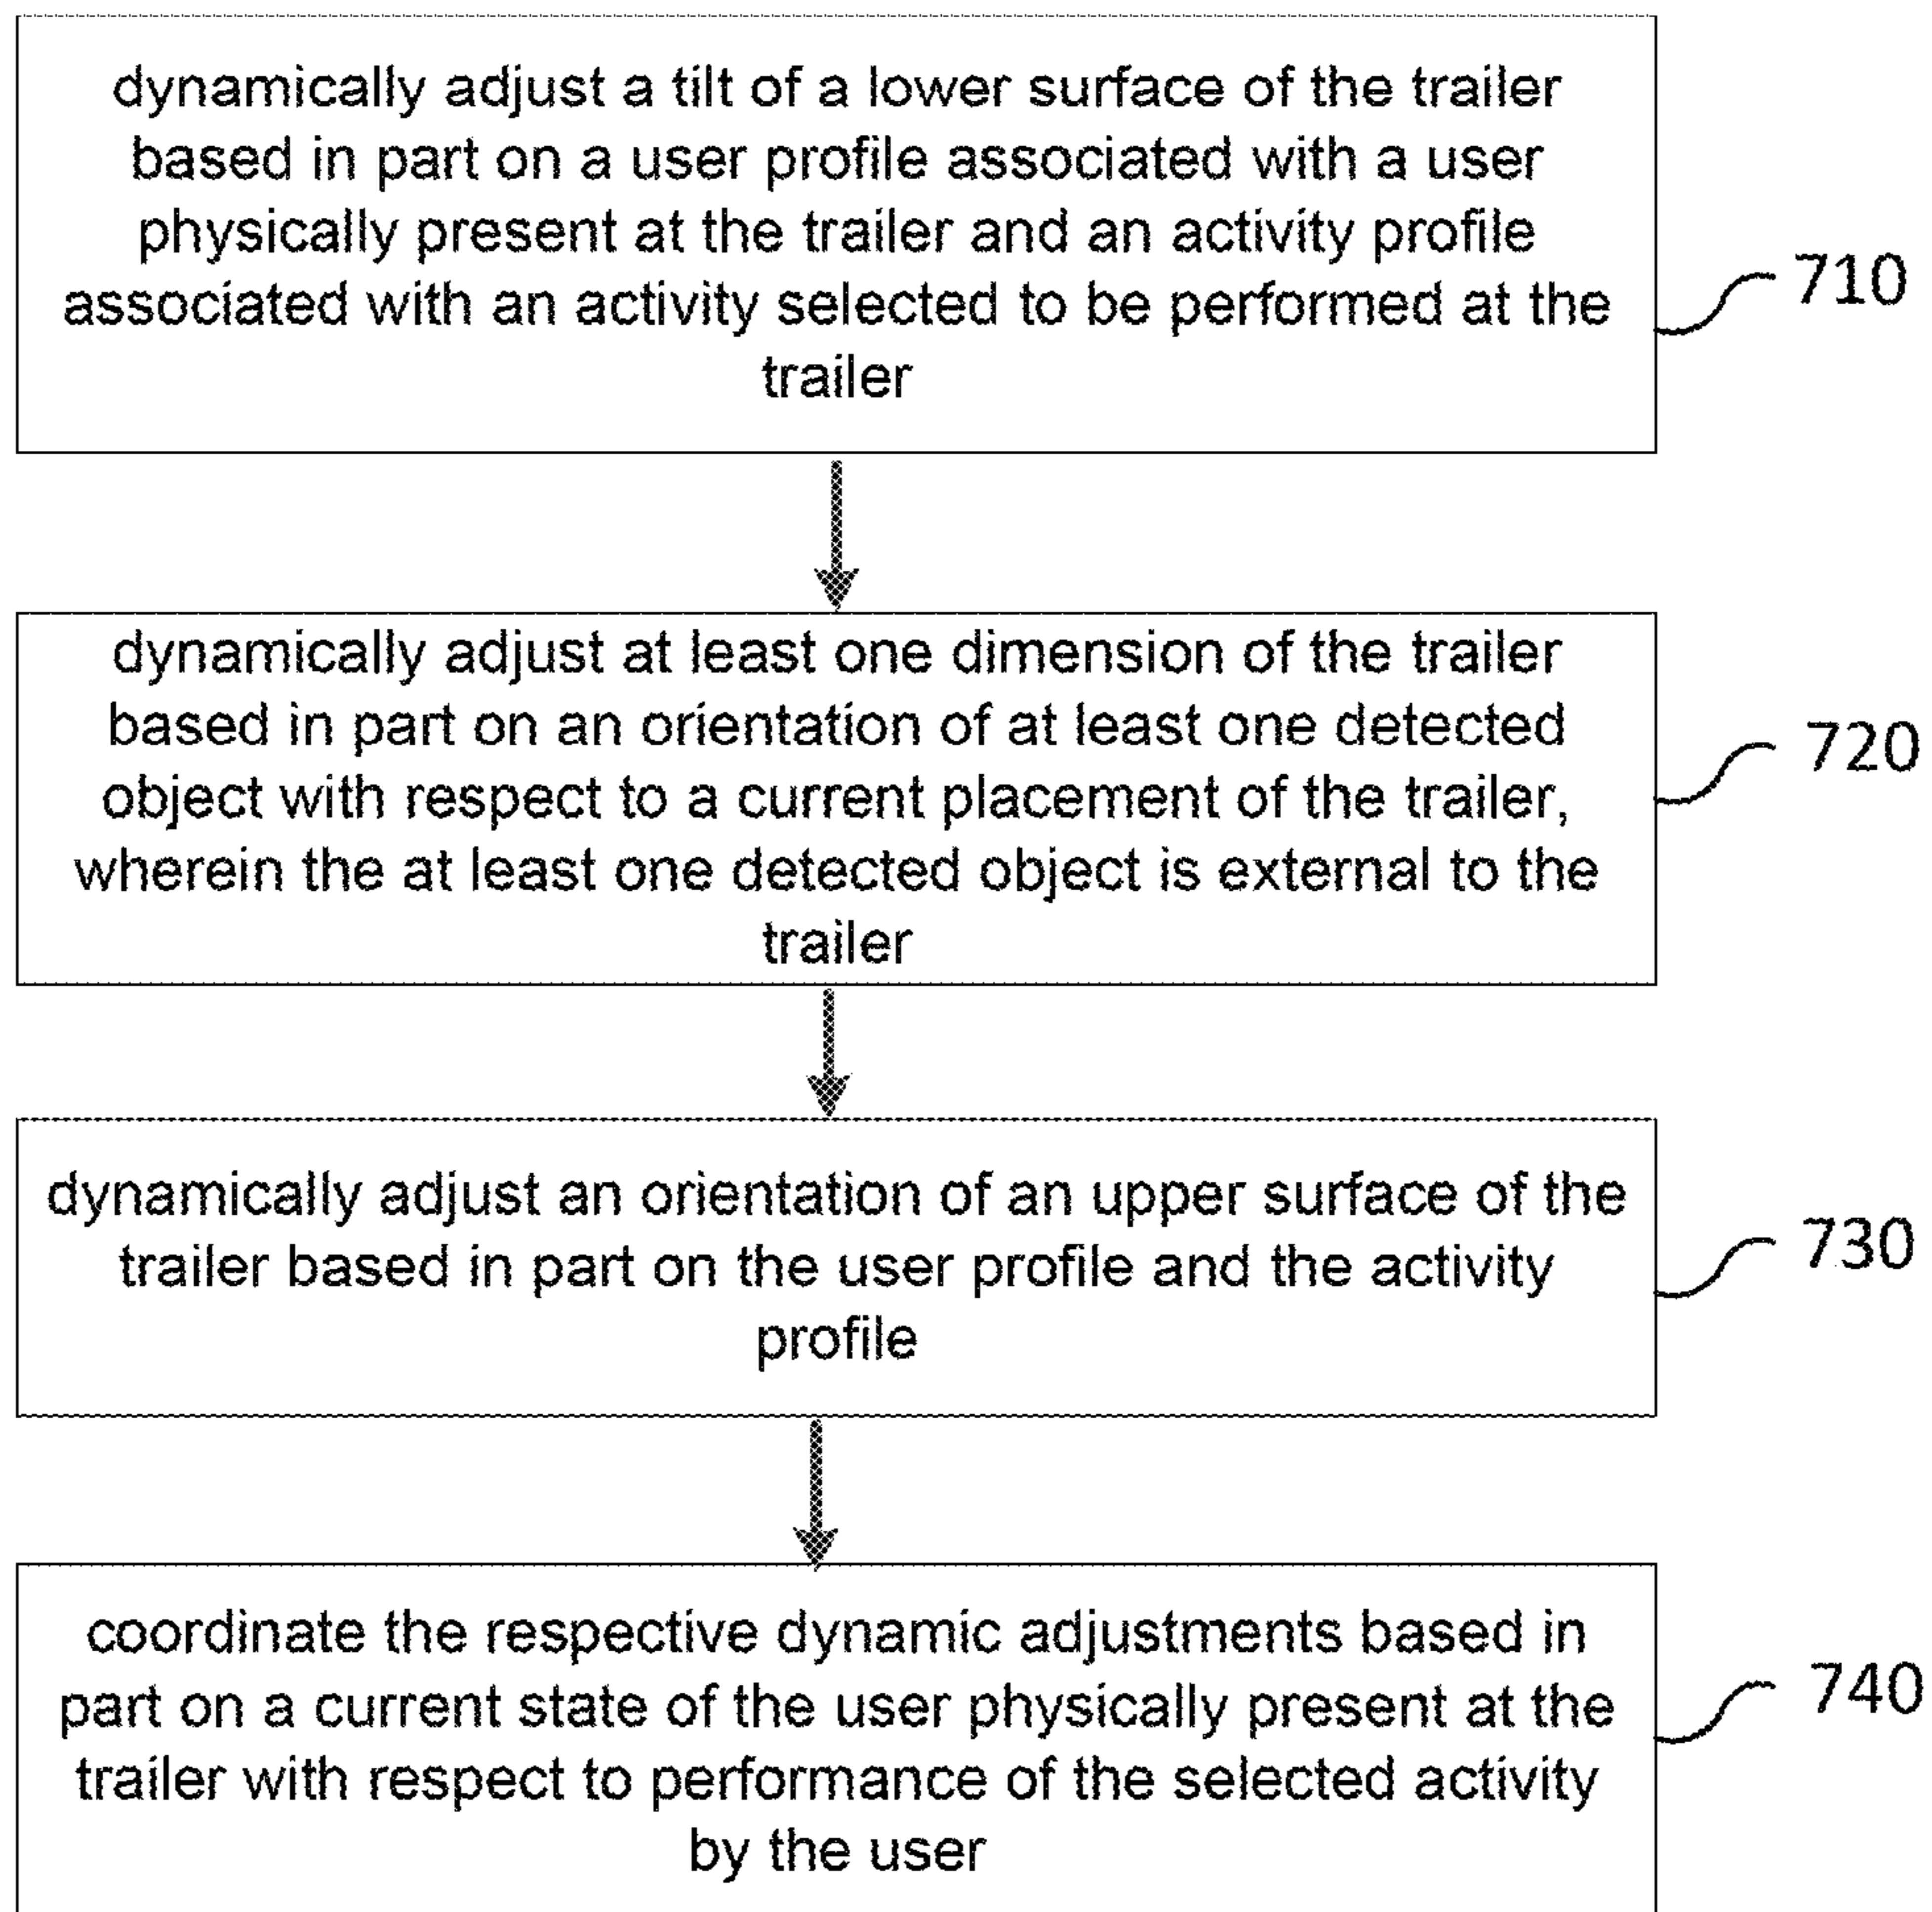 dynamically adjust a tilt of a lower surface of the trailer
based in part on a user profile associated with a user
physically present at the trailer and an activity profile
associated with an activity selected to be performed at the
trailer
710
dynamically adjust at least one dimension of the trailer
based in part on an orientation of at least one detected
object with respect to a current placement of the trailer,
wherein the at least one detected object is external to the
trailer
720
dynamically adjust an orientation of an upper surface of the
trailer based in part on the user profile and the activity
profile
730
coordinate the respective dynamic adjustments based in
part on a current state of the user physically present at the
trailer with respect to performance of the selected activity
by the user
740